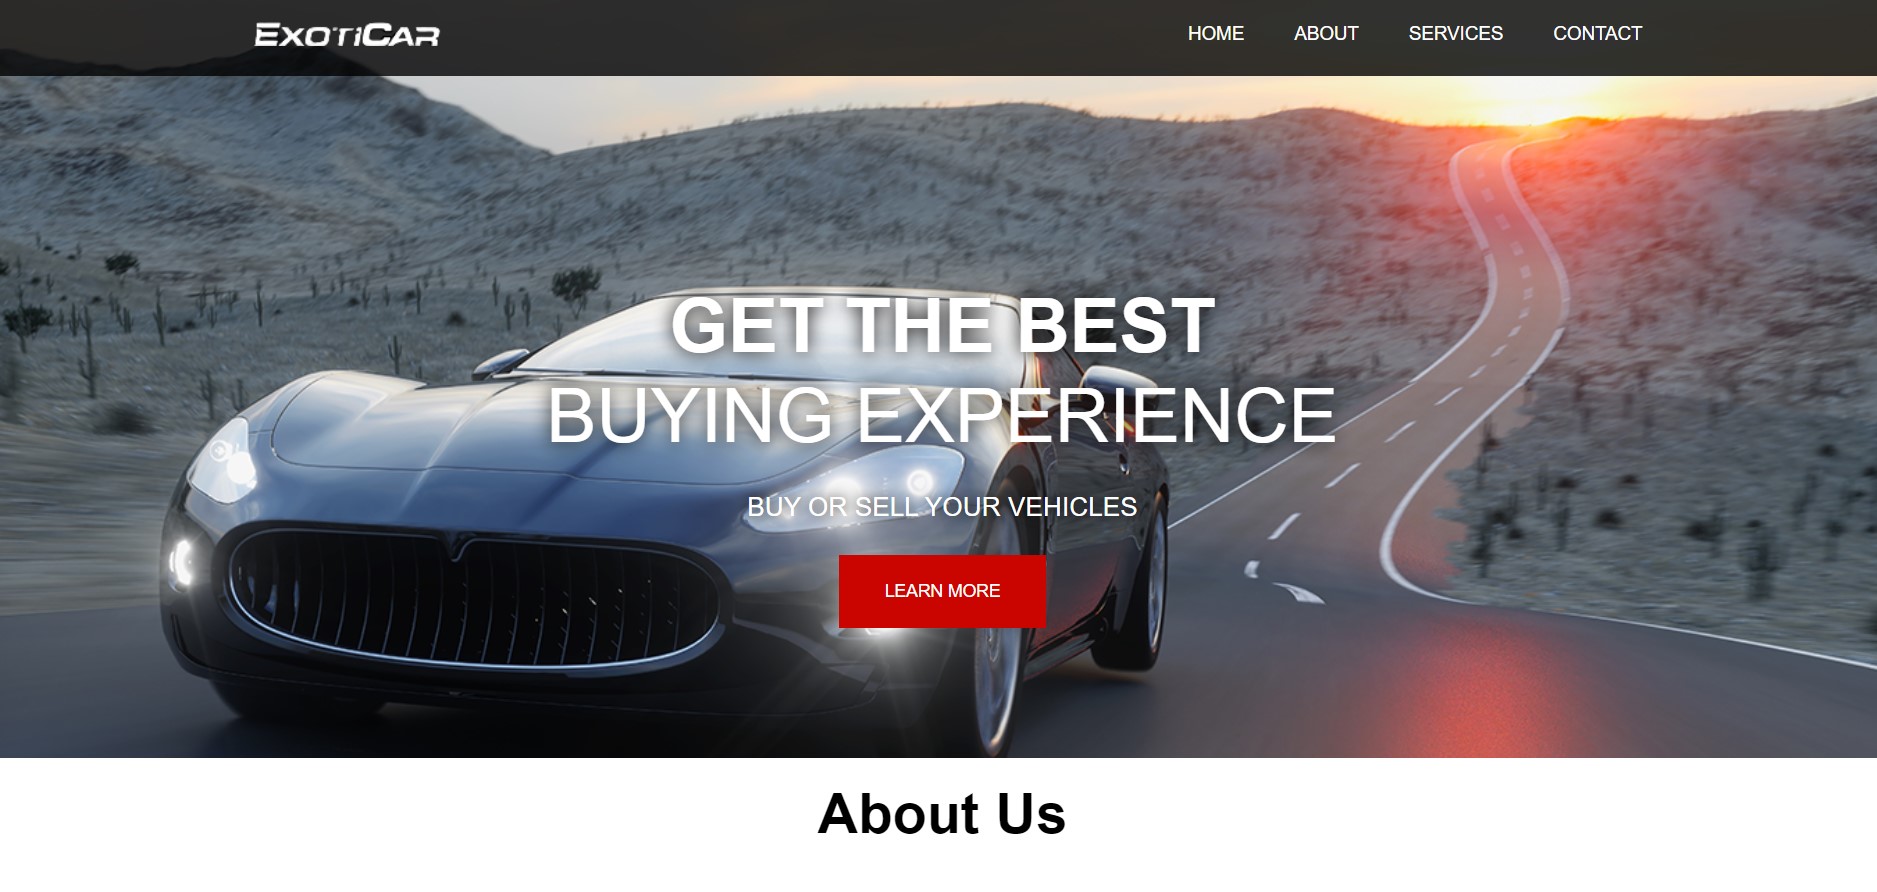 EXOTICAR
HOME ABOUT SERVICES CONTACT
GET THE BEST
BUYING EXPERIENCE
BUY OR SELL YOUR VEHICLES
LEARN MORE
About Us